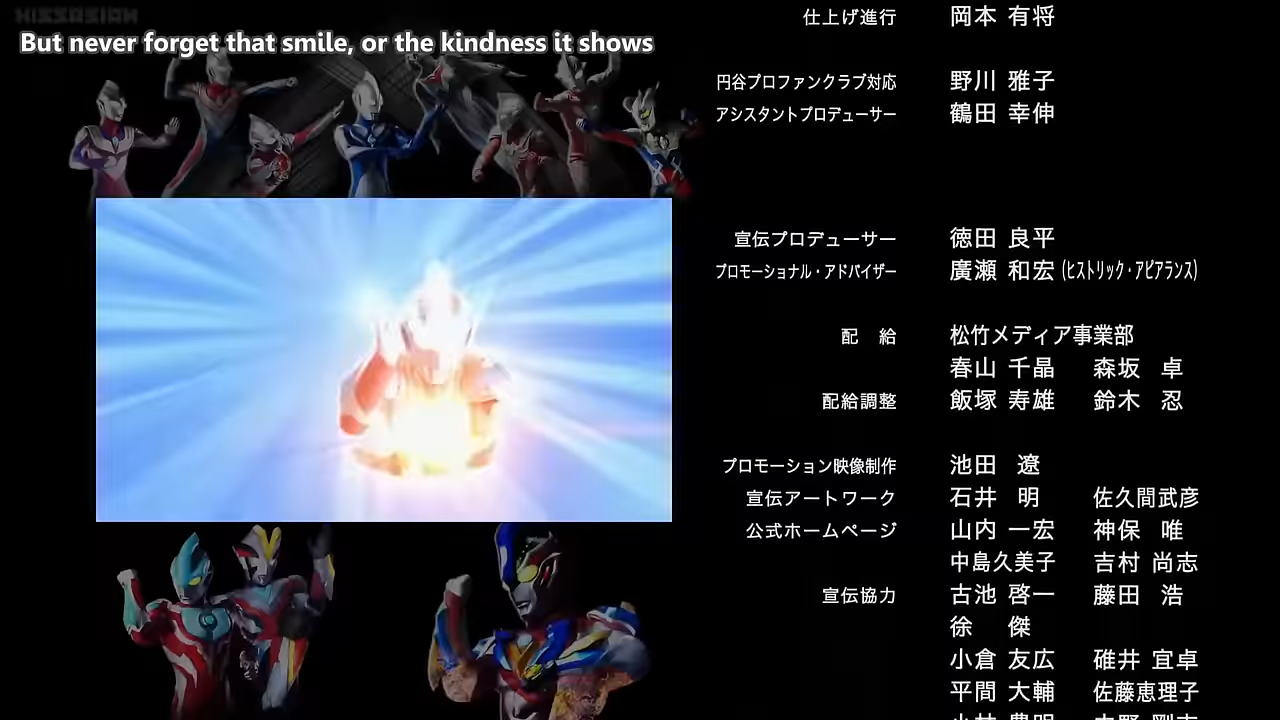 KISSASIAN
But never forget that smile, or the kindness it shows
仕上げ進行 岡本 有将
円谷プロファンクラブ対応 野川 雅子
アシスタントプロデューサー 鶴田 幸伸
宣伝プロデューサー 徳田 良平
プロモーショナル・アドバイザー 廣瀬 和宏(ヒストリック・アピアランス)
配 給 松竹メディア事業部
春山 千晶 森坂 卓
配給調整 飯塚 寿雄 鈴木 忍
プロモーション映像制作 池田 遼
宣伝アートワーク 石井 明 佐久間武彦
公式ホームページ 山内 一宏 神保 唯
中島久美子 吉村 尚志
宣伝協力 古池 啓一 藤田 浩
徐 傑
小倉 友広 碓井 宜卓
平間 大輔 佐藤恵理子